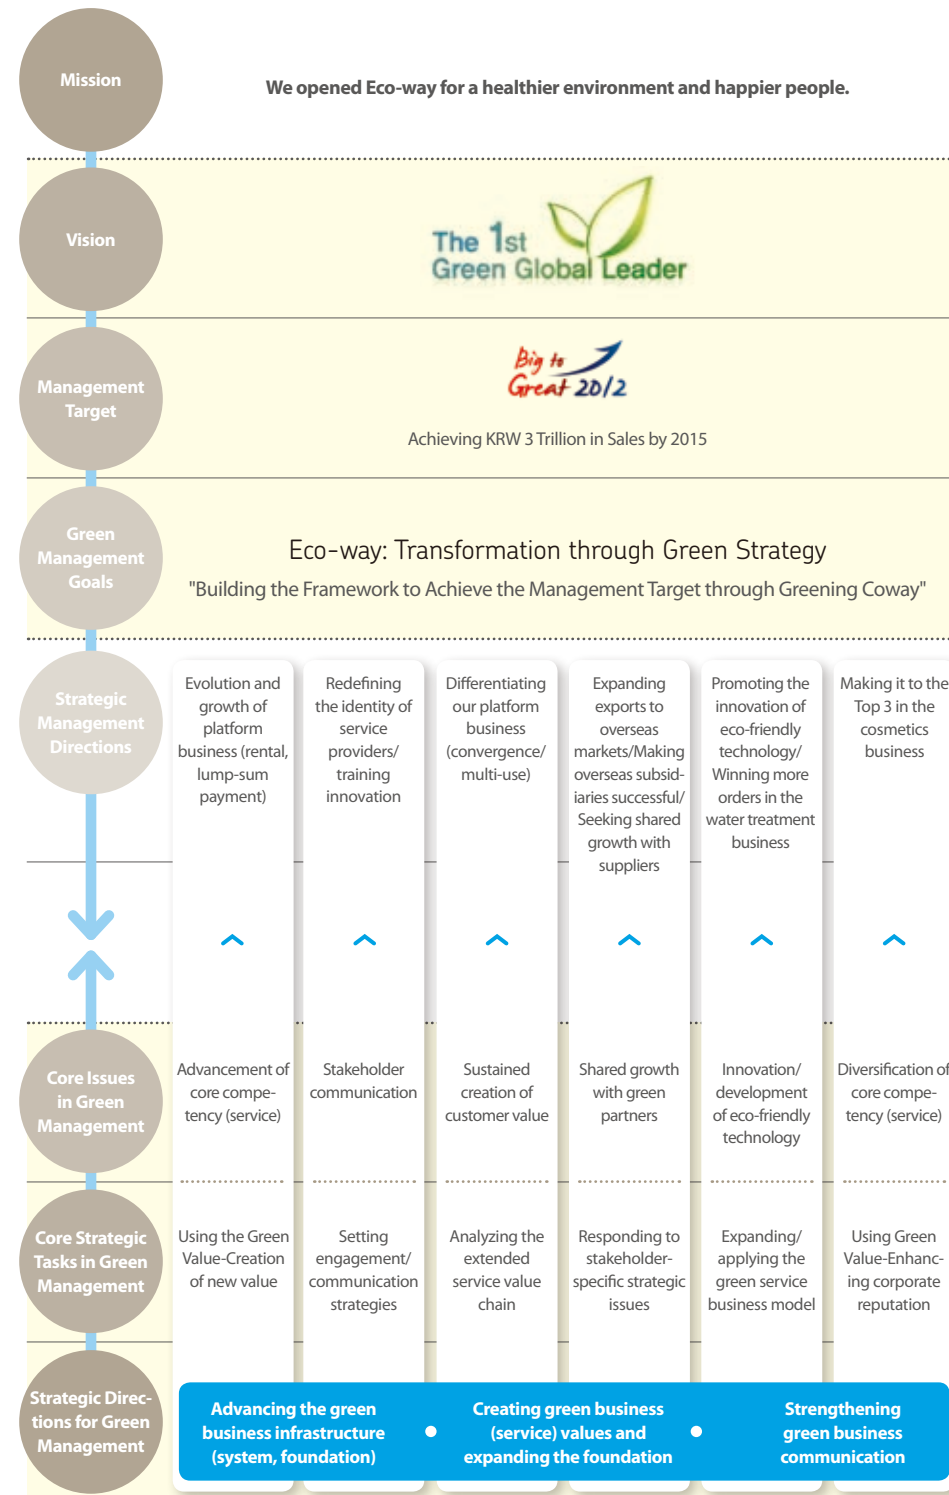 Mission
We opened Eco-way for a healthier environment and happier people.
Vision
The 1st
Green Global Leader
Management
Target
Big to
Great 2012
Achieving KRW 3 Trillion in Sales by 2015
Green
Management
Goals
Eco-way: Transformation through Green Strategy
"Building the Framework to Achieve the Management Target through Greening Coway"
Strategic
Management
Directions
Evolution and
growth of
platform
business (rental,
lump-sum
payment)
Redefining
the identity of
service
providers/
training
innovation
Differentiating
our platform
business
(convergence/
multi-use)
Expanding
exports to
overseas
markets/Making
overseas subsid-
iaries successful/
Seeking shared
growth with
suppliers
Promoting the
innovation of
eco-friendly
technology/
Winning more
orders in the
water treatment
business
Making it to the
Top 3 in the
cosmetics
business
Core Issues
in Green
Management
Advancement of
core compe-
tency (service)
Stakeholder
communication
Sustained
creation of
customer value
Shared growth
with green
partners
Innovation/
development
of eco-friendly
technology
Diversification of
core compe-
tency (service)
Core Strategic
Tasks in Green
Management
Using the Green
Value-Creation
of new value
Setting
engagement/
communication
strategies
Analyzing the
extended
service value
chain
Responding to
stakeholder-
specific strategic
issues
Expanding/
applying the
green service
business model
Using Green
Value-Enhanc-
ing corporate
reputation
Strategic Direc-
tions for Green
Management
Advancing the green
business infrastructure
(system, foundation)
Creating green business
(service) values and
expanding the foundation
Strengthening
green business
communication